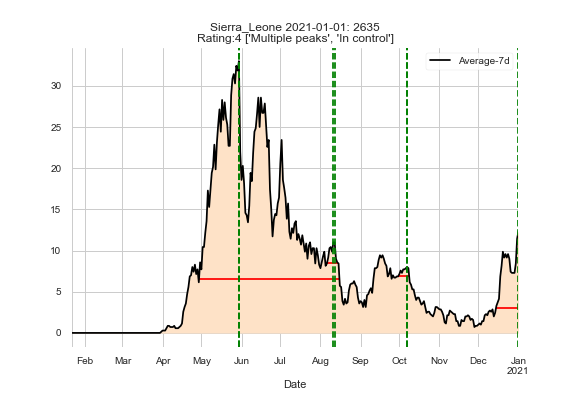 Sierra_Leone 2021-01-01: 2635
Rating:4 ['Multiple peaks', 'In control']
Average-7d
30
25
20
15
10
5
0
Feb Mar Apr May Jun Jul Aug Sep Oct Nov Dec Jan
2021
Date